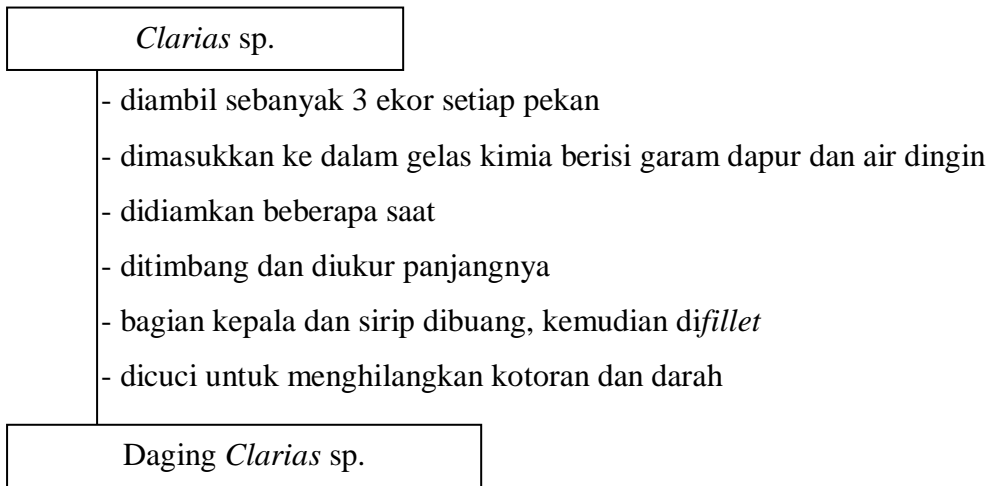 Clarias sp.
- diambil sebanyak 3 ekor setiap pekan
- dimasukkan ke dalam gelas kimia berisi garam dapur dan air dingin
- didiamkan beberapa saat
- ditimbang dan diukur panjangnya
- bagian kepala dan sirip dibuang, kemudian difillet
- dicuci untuk menghilangkan kotoran dan darah
Daging Clarias sp.